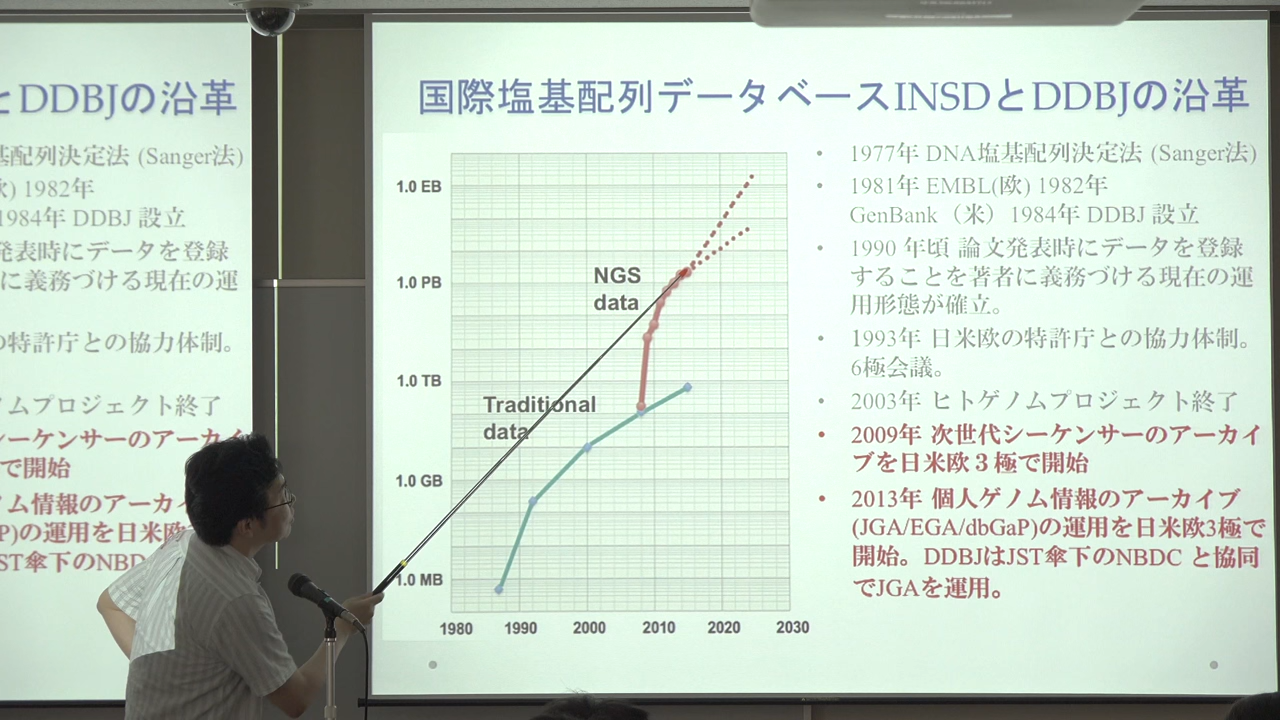 とDDBJの沿革
基配列決定法 (Sanger法)
欧) 1982年
1984年 DDBJ 設立
発表時にデータを登録
に義務づける現在の運
の特許庁との協力体制。
ノムプロジェクト終了
シーケンサーのアーカイ
で開始
ム情報のアーカイ
P)の運用を日米欧
JST傘下のNBD
国際塩基配列データベースINSDとDDBJの沿革
1.0 EB
1.0 PB
1.0 TB
1.0 GB
1.0 MB
NGS
data
Traditional
data
1980 1990 2000 2010 2020 2030
• 1977年 DNA塩基配列決定法 (Sanger法)
• 1981年 EMBL(欧) 1982年
GenBank（米）1984年 DDBJ 設立
• 1990 年頃 論文発表時にデータを登録
することを著者に義務づける現在の運
用形態が確立。
• 1993年 日米欧の特許庁との協力体制。
6極会議。
• 2003年 ヒトゲノムプロジェクト終了
• 2009年 次世代シーケンサーのアーカイ
ブを日米欧３極で開始
• 2013年 個人ゲノム情報のアーカイブ
(JGA/EGA/dbGaP)の運用を日米欧3極で
開始。DDBJはJST傘下のNBDC と協同
でJGAを運用。